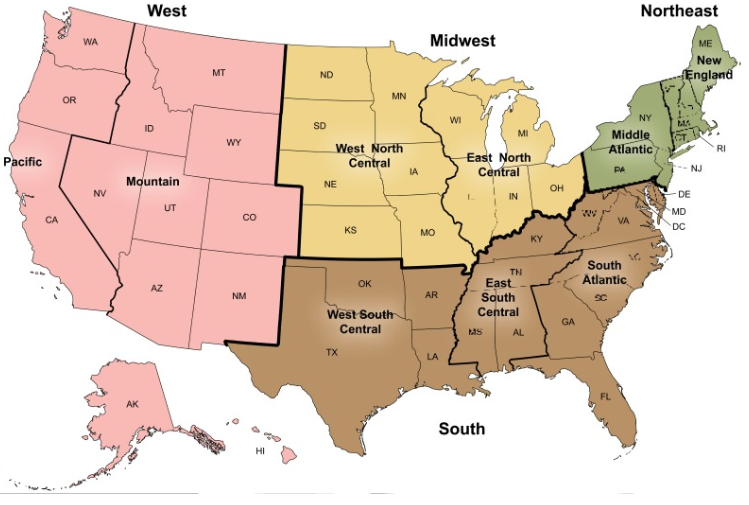 West
Northeast
Midwest
WA
MT
ND
MN
ME
New
England
OR
ID
WY
SD
WI
MI
NY
MA
CT
RI
Middle
Atlantic
PA
NJ
Pacific
Mountain
West North
Central
East North
Central
NV
UT
CO
NE
IA
IN
OH
DE
MD
DC
CA
KS
MO
KY
WV
VA
AZ
NM
OK
AR
TN
East
South
Central
South
Atlantic
NC
SC
West South
Central
TX
LA
MS
AL
GA
FL
AK
HI
South